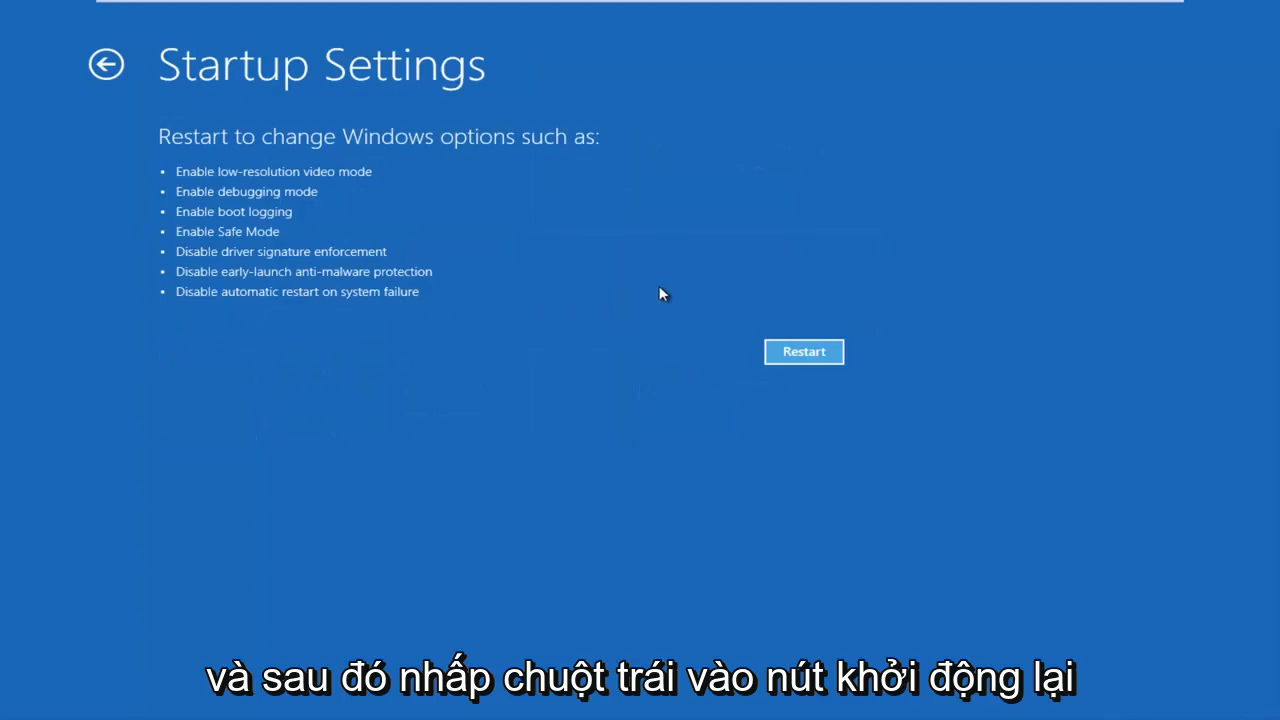 Startup Settings
Restart to change Windows options such as:
• Enable low-resolution video mode
• Enable debugging mode
• Enable boot logging
• Enable Safe Mode
• Disable driver signature enforcement
• Disable early-launch anti-malware protection
• Disable automatic restart on system failure
Restart
và sau đó nhấp chuột trái vào nút khởi động lại